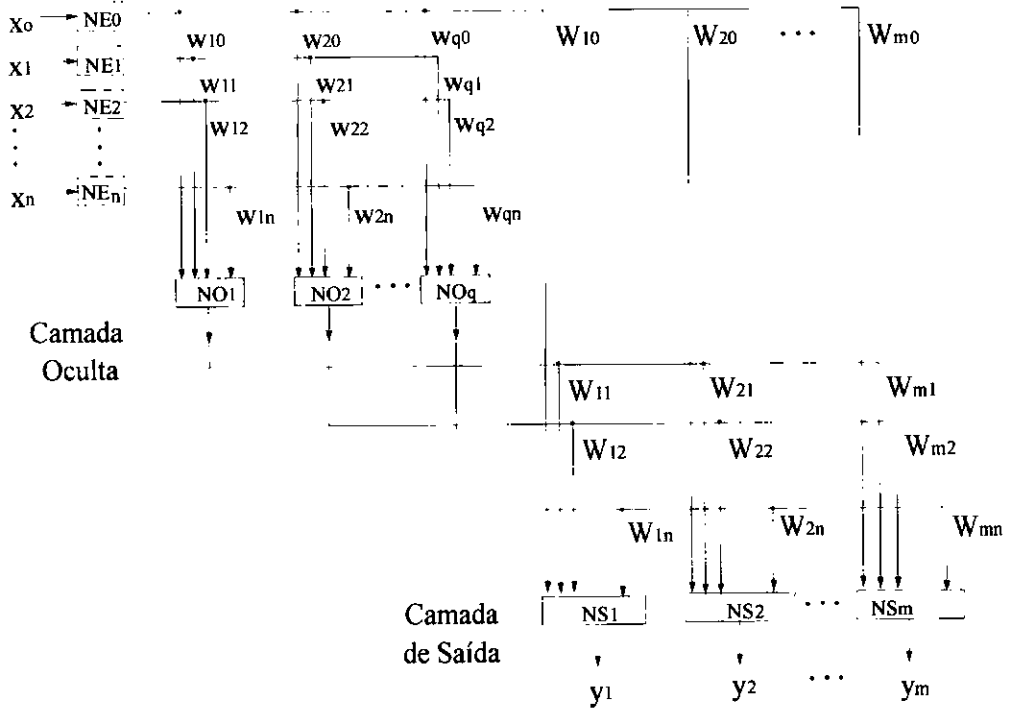 xo NE0
w10 w20 wq0 W10 W20 ... Wm0
x1 NE1
w11 w21 wq1
x2 NE2
w12 w22 wq2
xn NEn
w1n w2n wqn
NO1 NO2 ... NOq
Camada
Oculta
W11 W21 Wm1
W12 W22 Wm2
W1n W2n Wmn
NS1 NS2 ... NSm
Camada
de Saída
y1 y2 ... ym